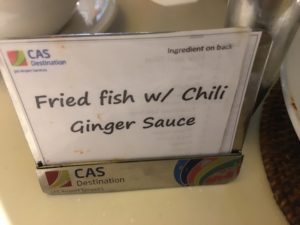 CAS
Destination
Ingredient on back
Fried fish w/ Chili
Ginger Sauce
CAS
Destination